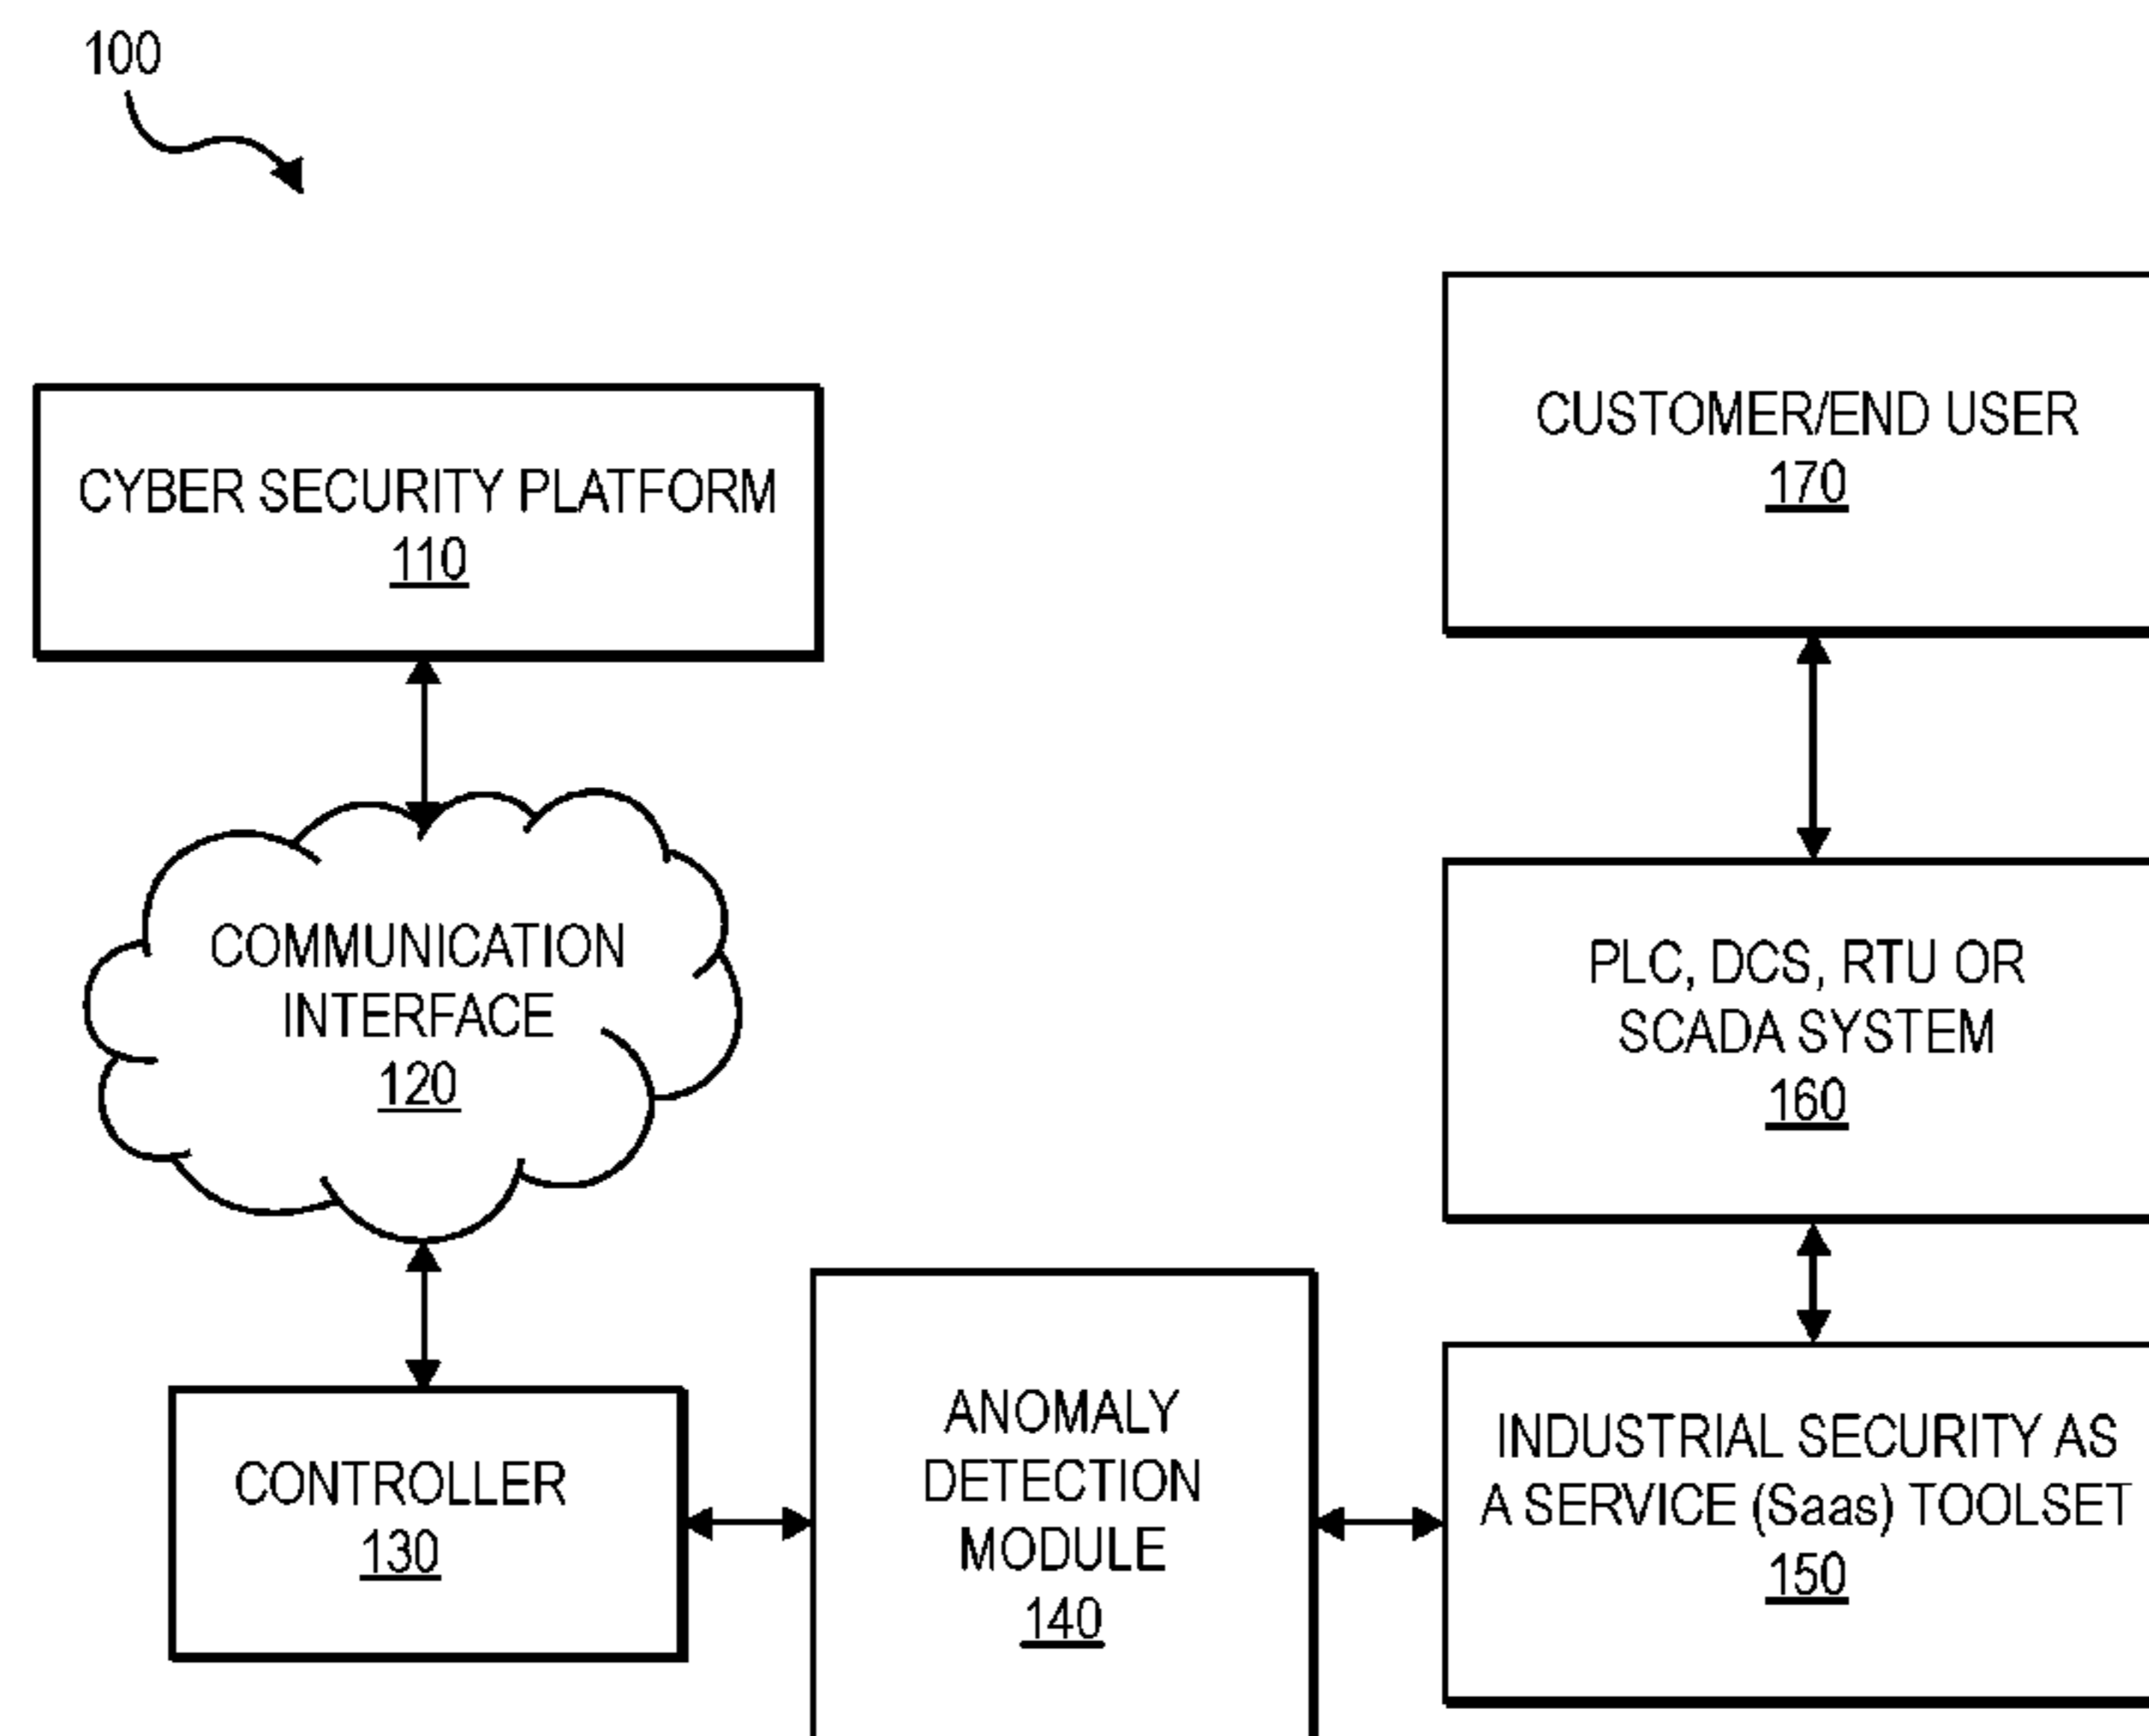 100
CYBER SECURITY PLATFORM
110
COMMUNICATION
INTERFACE
120
CONTROLLER
130
ANOMALY
DETECTION
MODULE
140
CUSTOMER/END USER
170
PLC, DCS, RTU OR
SCADA SYSTEM
160
INDUSTRIAL SECURITY AS
A SERVICE (Saas) TOOLSET
150